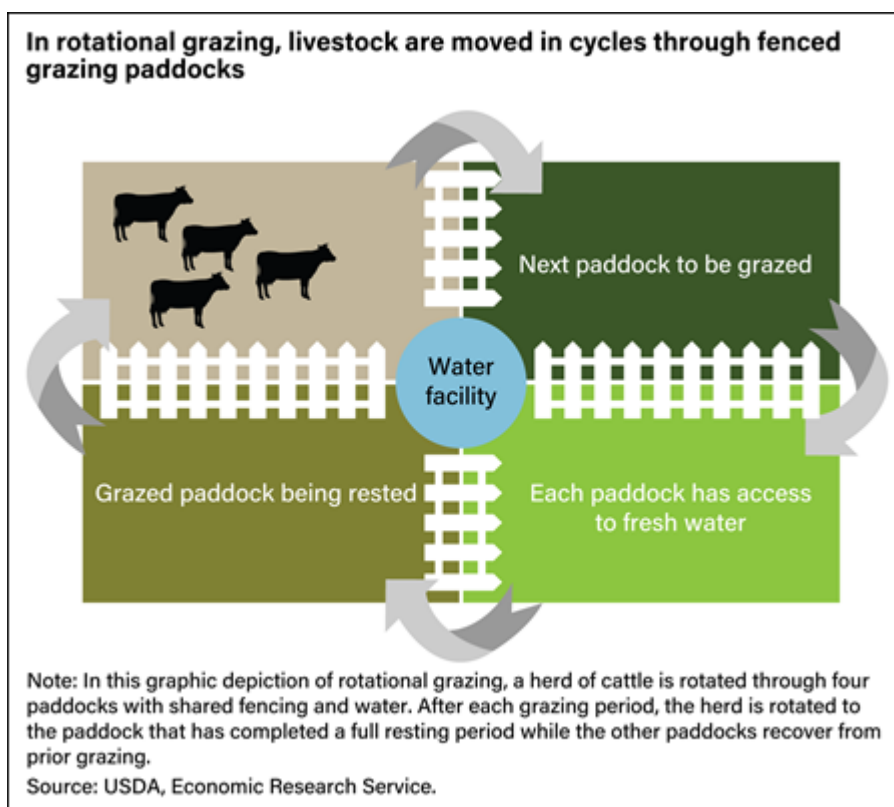 In rotational grazing, livestock are moved in cycles through fenced
grazing paddocks
Next paddock to be grazed
Water
facility
Grazed paddock being rested
Each paddock has access
to fresh water
Note: In this graphic depiction of rotational grazing, a herd of cattle is rotated through four
paddocks with shared fencing and water. After each grazing period, the herd is rotated to
the paddock that has completed a full resting period while the other paddocks recover from
prior grazing.
Source: USDA, Economic Research Service.